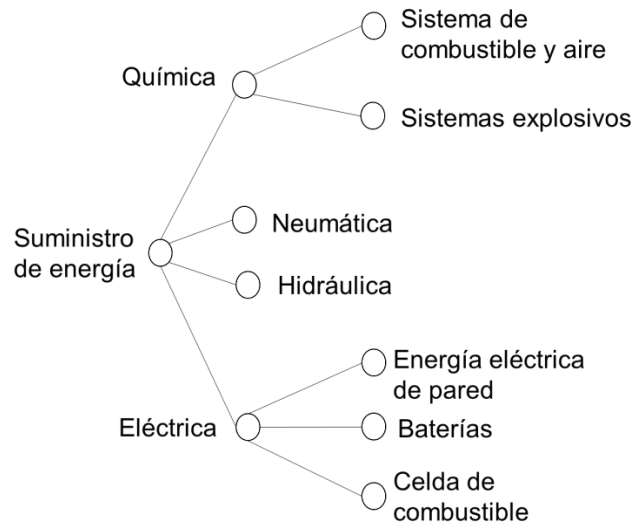 Sistema de
combustible y aire
Química
Sistemas explosivos
Neumática
Suministro
de energía
Hidráulica
Energía eléctrica
de pared
Eléctrica
Baterías
Celda de
combustible